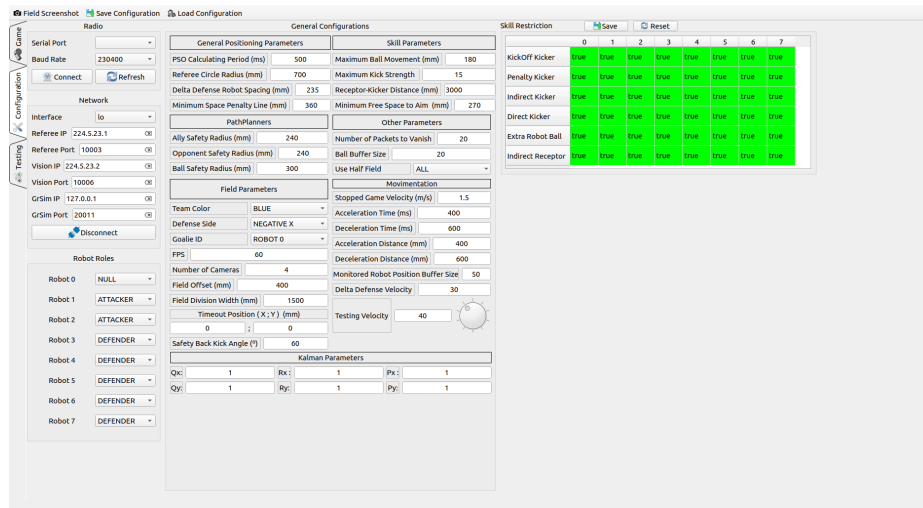 Field Screenshot Save Configuration Load Configuration
Game
Configuration
Testing
Radio
Serial Port
Baud Rate 230400
Connect Refresh
Network
Interface lo
Referee IP 224.5.23.1
Referee Port 10003
Vision IP 224.5.23.2
Vision Port 10006
GrSim IP 127.0.0.1
GrSim Port 20011
Disconnect
Robot Roles
Robot 0 NULL
Robot 1 ATTACKER
Robot 2 ATTACKER
Robot 3 DEFENDER
Robot 4 DEFENDER
Robot 5 DEFENDER
Robot 6 DEFENDER
Robot 7 DEFENDER
General Configurations
General Positioning Parameters
PSO Calculating Period (ms) 500
Referee Circle Radius (mm) 700
Delta Defense Robot Spacing (mm) 235
Minimum Space Penalty Line (mm) 360
PathPlanners
Ally Safety Radius (mm) 240
Opponent Safety Radius (mm) 240
Ball Safety Radius (mm) 300
Field Parameters
Team Color BLUE
Defense Side NEGATIVE X
Goalie ID ROBOT 0
FPS 60
Number of Cameras 4
Field Offset (mm) 400
Field Division Width (mm) 1500
Timeout Position ( X ; Y ) (mm)
0 ; 0
Safety Back Kick Angle (º) 60
Skill Parameters
Maximum Ball Movement (mm) 180
Maximum Kick Strength 15
Receptor-Kicker Distance (mm) 3000
Minimum Free Space to Aim (mm) 270
Other Parameters
Number of Packets to Vanish 20
Ball Buffer Size 20
Use Half Field ALL
Movimentation
Stopped Game Velocity (m/s) 1.5
Acceleration Time (ms) 400
Deceleration Time (ms) 600
Acceleration Distance (mm) 400
Deceleration Distance (mm) 600
Monitored Robot Position Buffer Size 50
Delta Defense Velocity 30
Testing Velocity 40
Kalman Parameters
Qx: 1 Rx : 1 Px : 1
Qy: 1 Ry: 1 Py: 1
Skill Restriction Save Reset
0 1 2 3 4 5 6 7
KickOff Kicker true true true true true true true true
Penalty Kicker true true true true true true true true
Indirect Kicker true true true true true true true true
Direct Kicker true true true true true true true true
Extra Robot Ball true true true true true true true true
Indirect Receptor true true true true true true true true